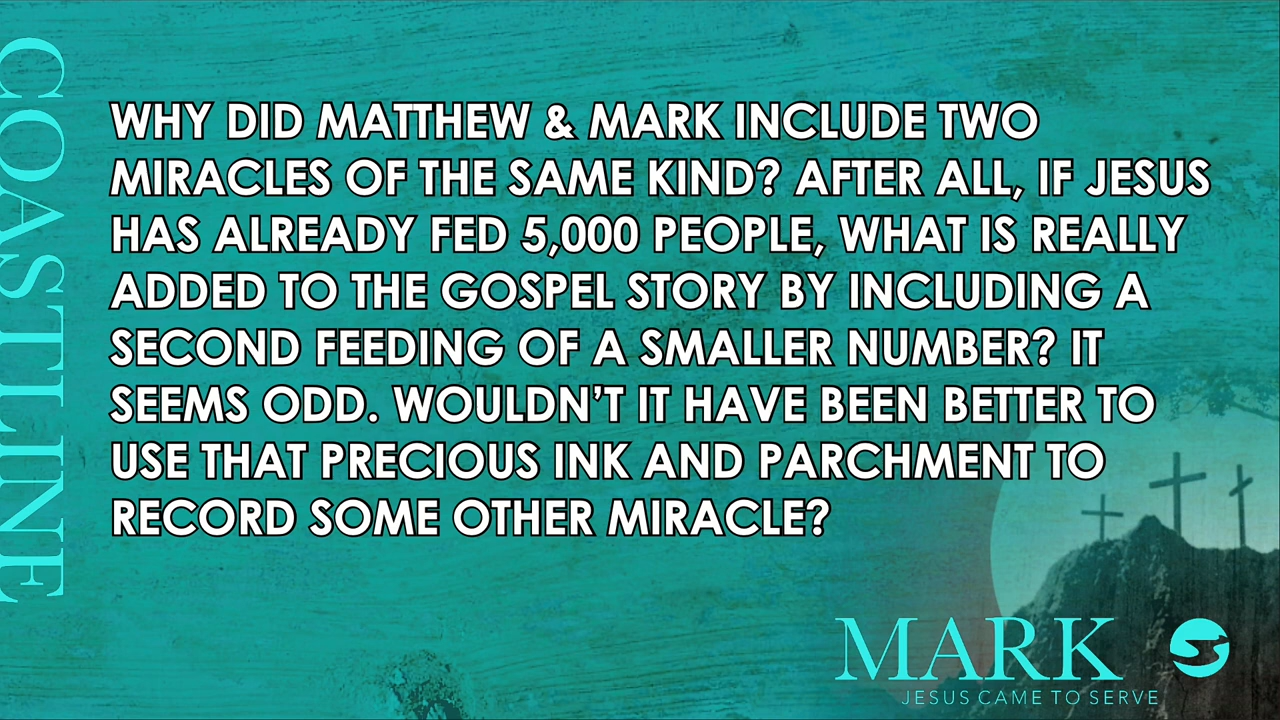 COASTLINE
WHY DID MATTHEW & MARK INCLUDE TWO
MIRACLES OF THE SAME KIND? AFTER ALL, IF JESUS
HAS ALREADY FED 5,000 PEOPLE, WHAT IS REALLY
ADDED TO THE GOSPEL STORY BY INCLUDING A
SECOND FEEDING OF A SMALLER NUMBER? IT
SEEMS ODD. WOULDN’T IT HAVE BEEN BETTER TO
USE THAT PRECIOUS INK AND PARCHMENT TO
RECORD SOME OTHER MIRACLE?
MARK
JESUS CAME TO SERVE